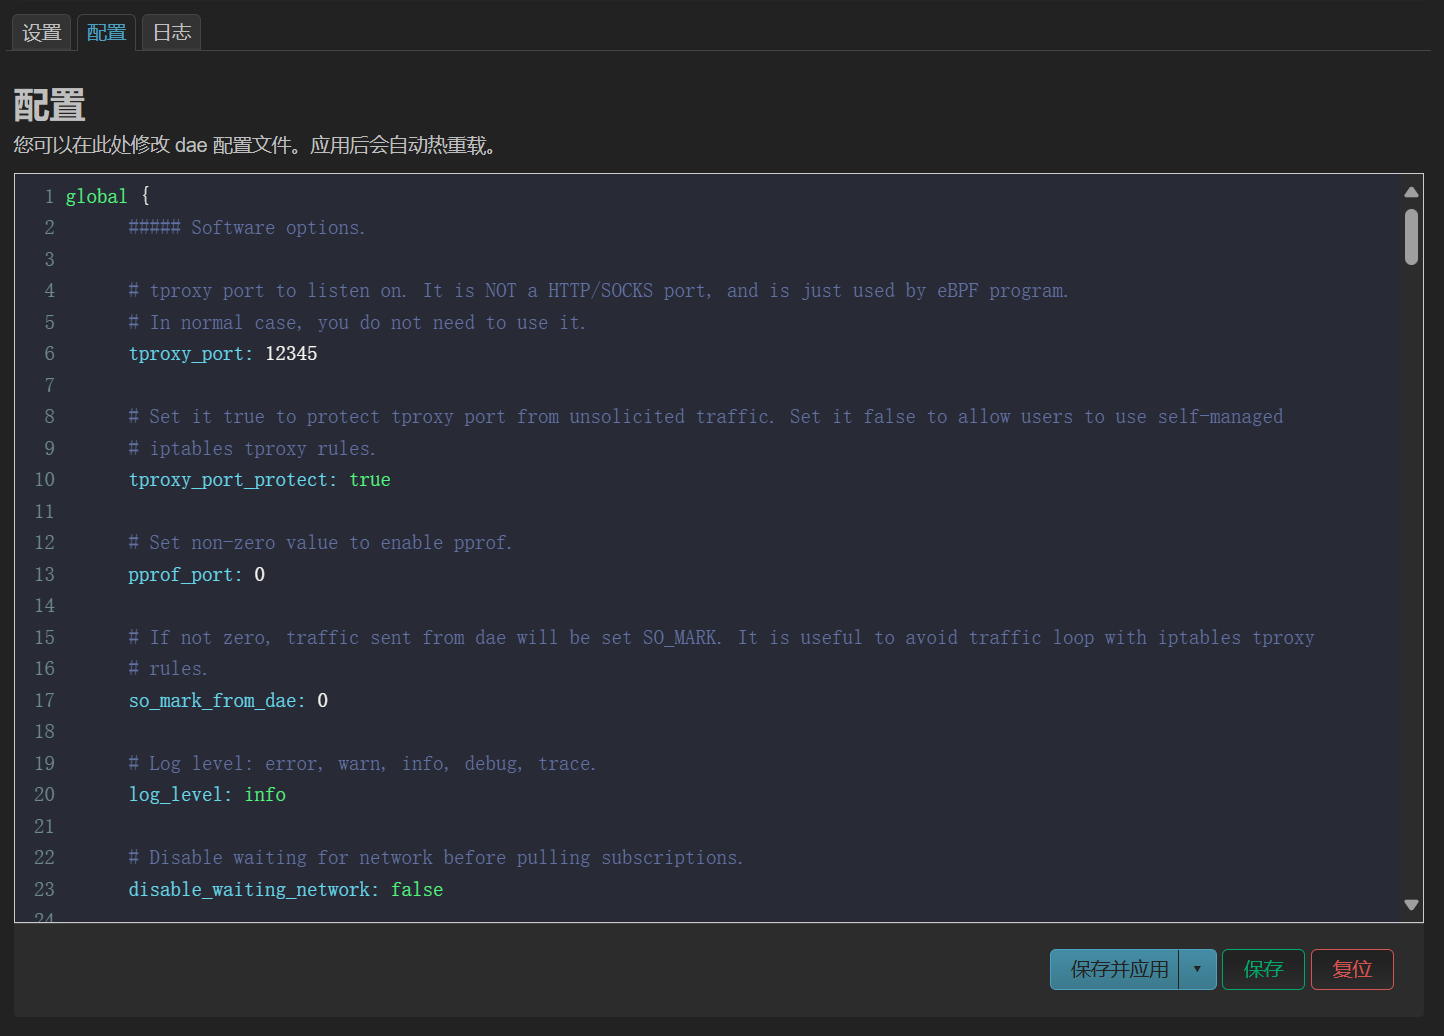 设置 配置 日志
配置
您可以在此处修改 dae 配置文件。应用后会自动热重载。
1 global {
2 ##### Software options.
3
4 # tproxy port to listen on. It is NOT a HTTP/SOCKS port, and is just used by eBPF program.
5 # In normal case, you do not need to use it.
6 tproxy_port: 12345
7
8 # Set it true to protect tproxy port from unsolicited traffic. Set it false to allow users to use self-managed
9 # iptables tproxy rules.
10 tproxy_port_protect: true
11
12 # Set non-zero value to enable pprof.
13 pprof_port: 0
14
15 # If not zero, traffic sent from dae will be set SO_MARK. It is useful to avoid traffic loop with iptables tproxy
16 # rules.
17 so_mark_from_dae: 0
18
19 # Log level: error, warn, info, debug, trace.
20 log_level: info
21
22 # Disable waiting for network before pulling subscriptions.
23 disable_waiting_network: false
24
保存并应用 保存 复位